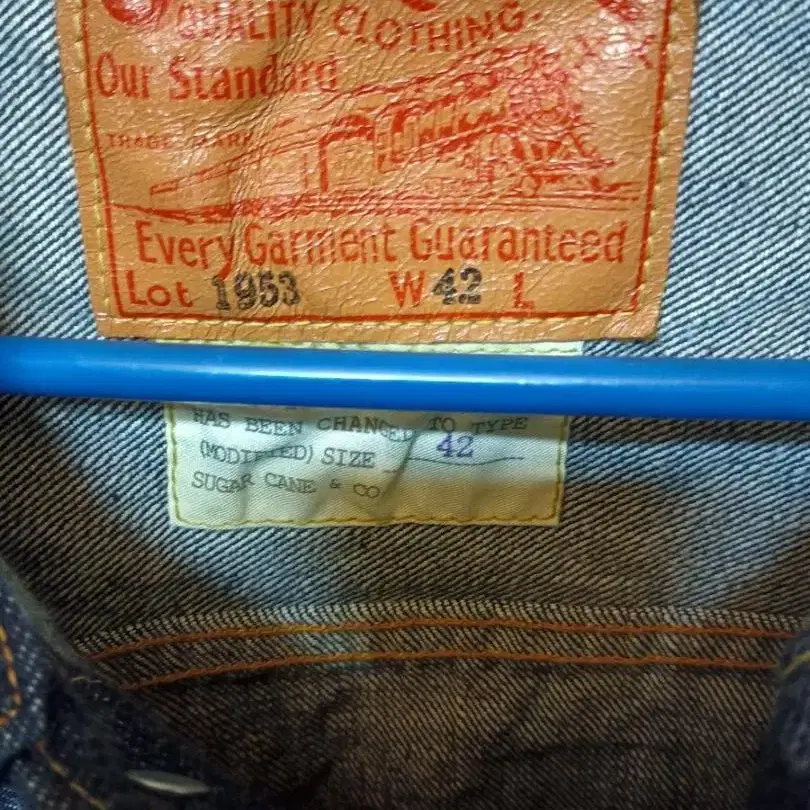 QUALITY CLOTHING
Our Standard
TRADE MARK
Every Garment Guaranteed
Lot 1953 W 42 L
HAS BEEN CHANGED TO TYPE
(MODIFIED) SIZE 42
SUGAR CANE & CO